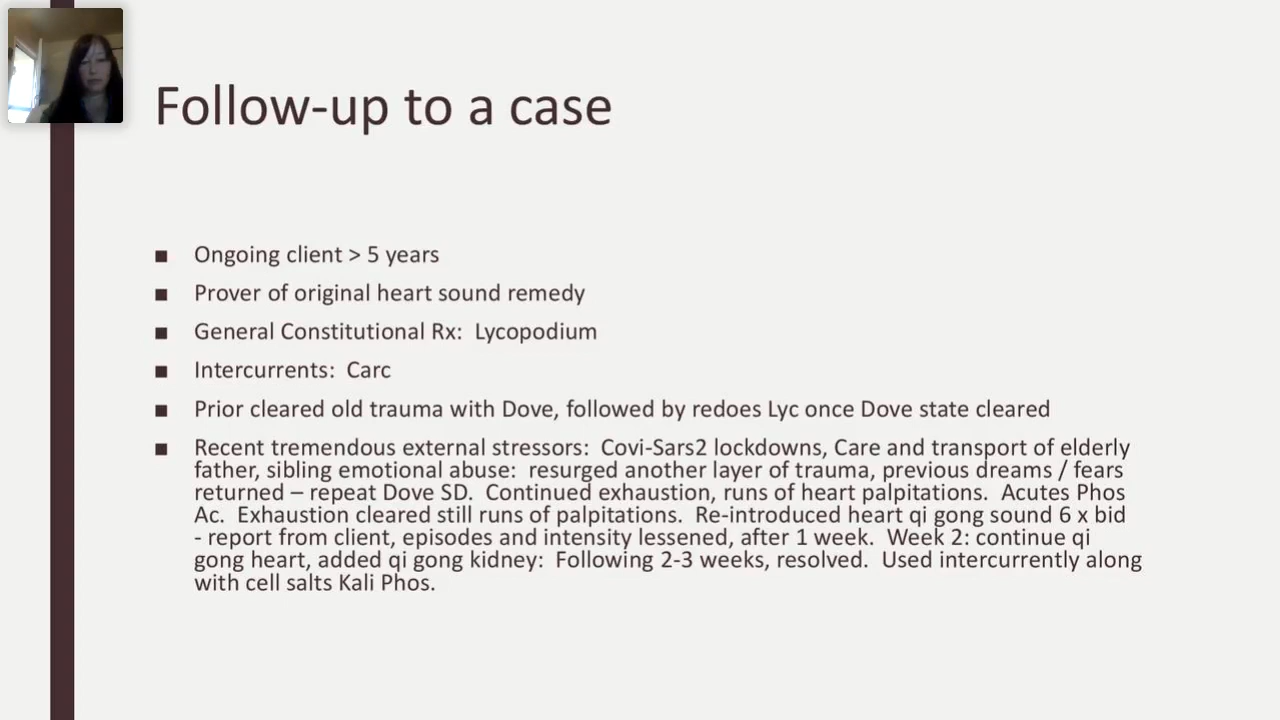 Follow-up to a case
■ Ongoing client > 5 years
■ Prover of original heart sound remedy
■ General Constitutional Rx:  Lycopodium
■ Intercurrents:  Carc
■ Prior cleared old trauma with Dove, followed by redoes Lyc once Dove state cleared
■ Recent tremendous external stressors:  Covi-Sars2 lockdowns, Care and transport of elderly
father, sibling emotional abuse:  resurged another layer of trauma, previous dreams / fears
returned – repeat Dove SD.  Continued exhaustion, runs of heart palpitations.  Acutes Phos
Ac.  Exhaustion cleared still runs of palpitations.  Re-introduced heart qi gong sound 6 x bid
- report from client, episodes and intensity lessened, after 1 week.  Week 2: continue qi
gong heart, added qi gong kidney:  Following 2-3 weeks, resolved.  Used intercurrently along
with cell salts Kali Phos.